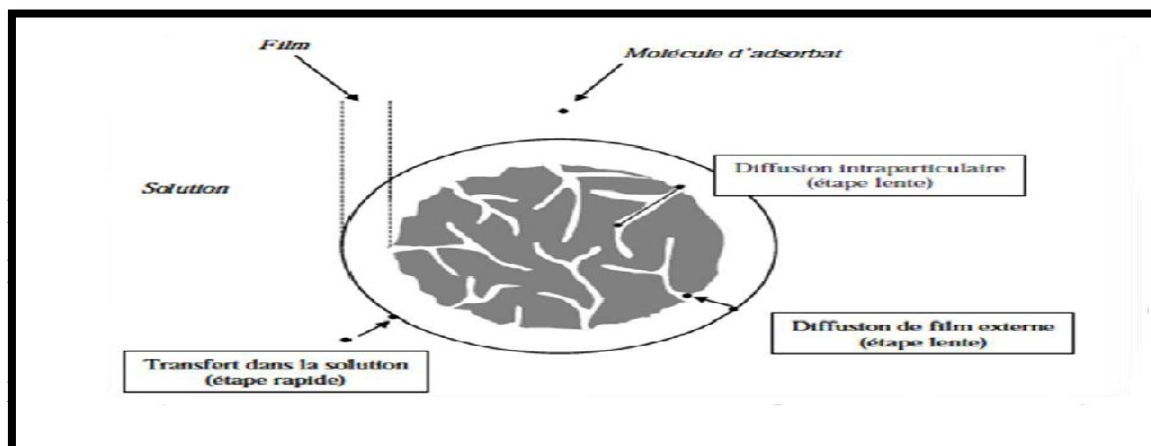 Film
Molécule d'adsorbat
Diffusion intraparticulaire
(étape lente)
Solution
Diffusion de film externe
(étape lente)
Transfert dans la solution
(étape rapide)